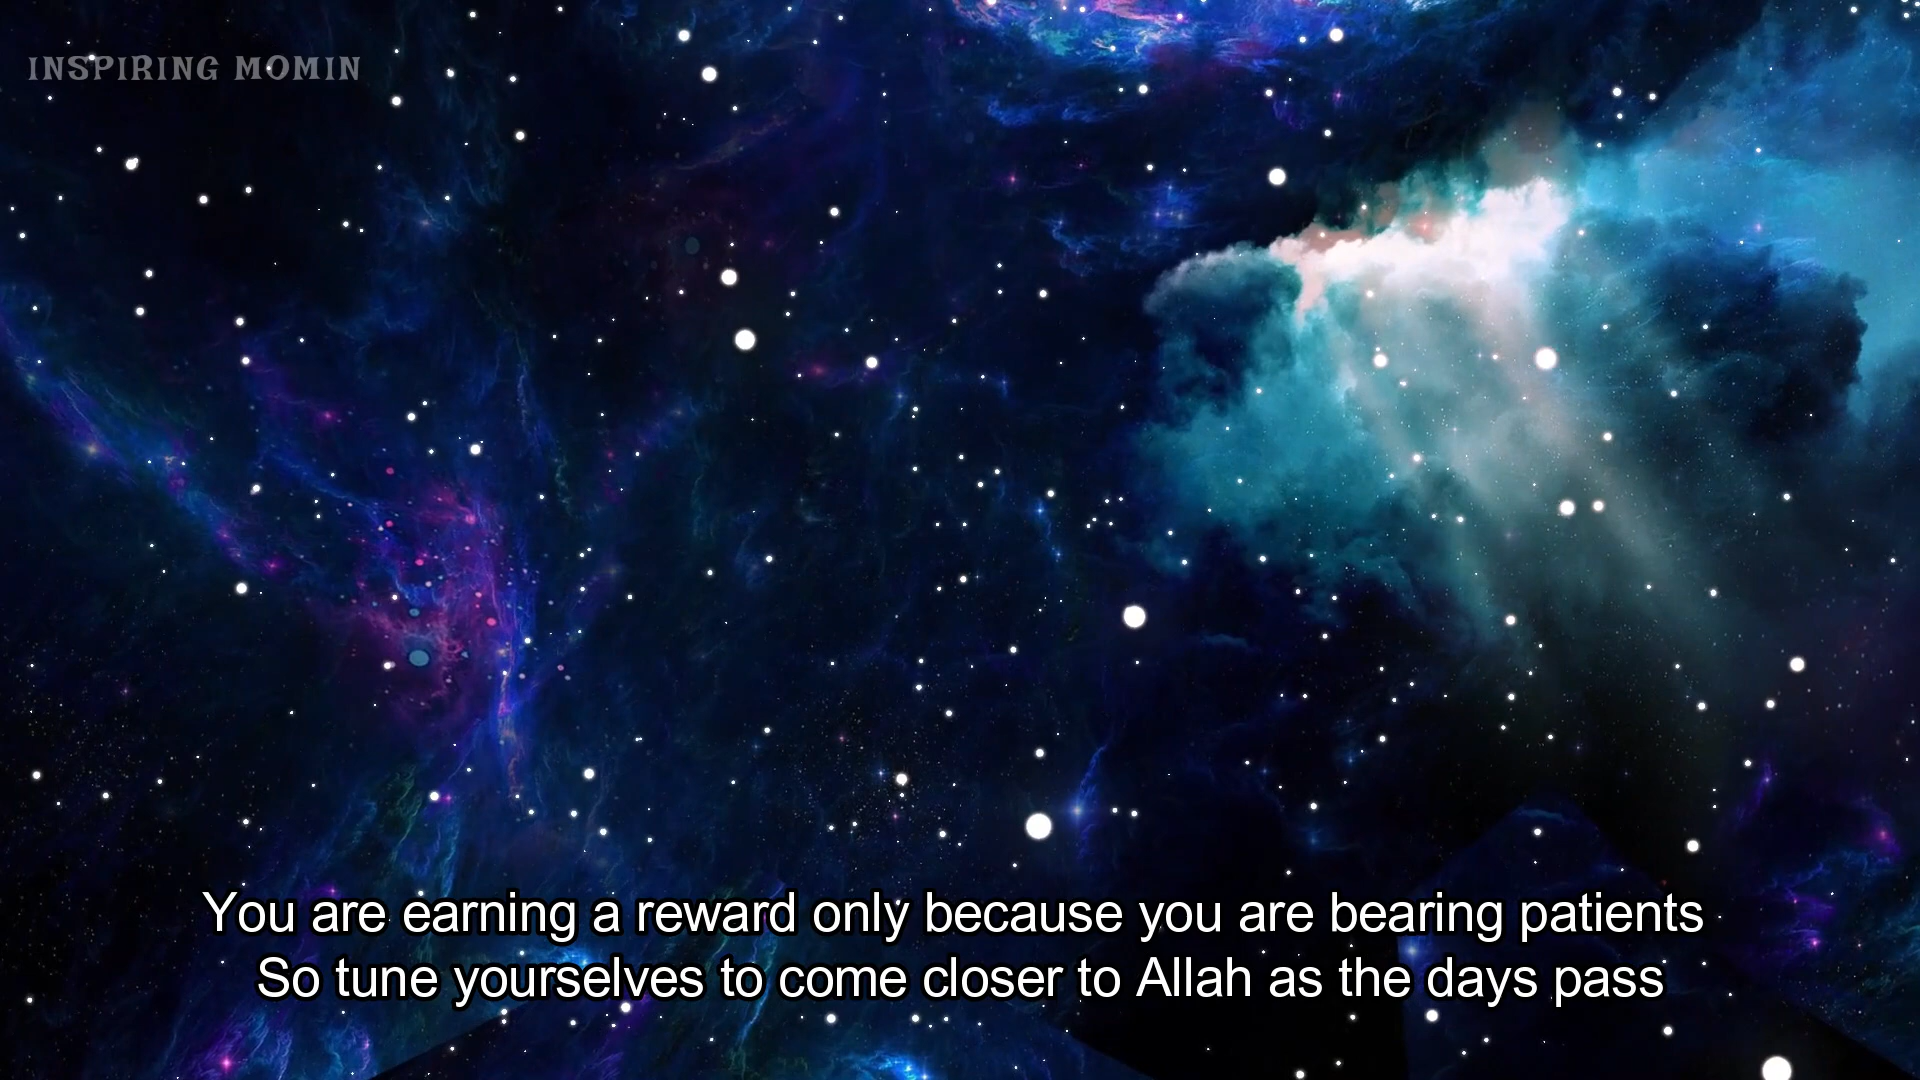 INSPIRING MOMIN
You are earning a reward only because you are bearing patients
So tune yourselves to come closer to Allah as the days pass